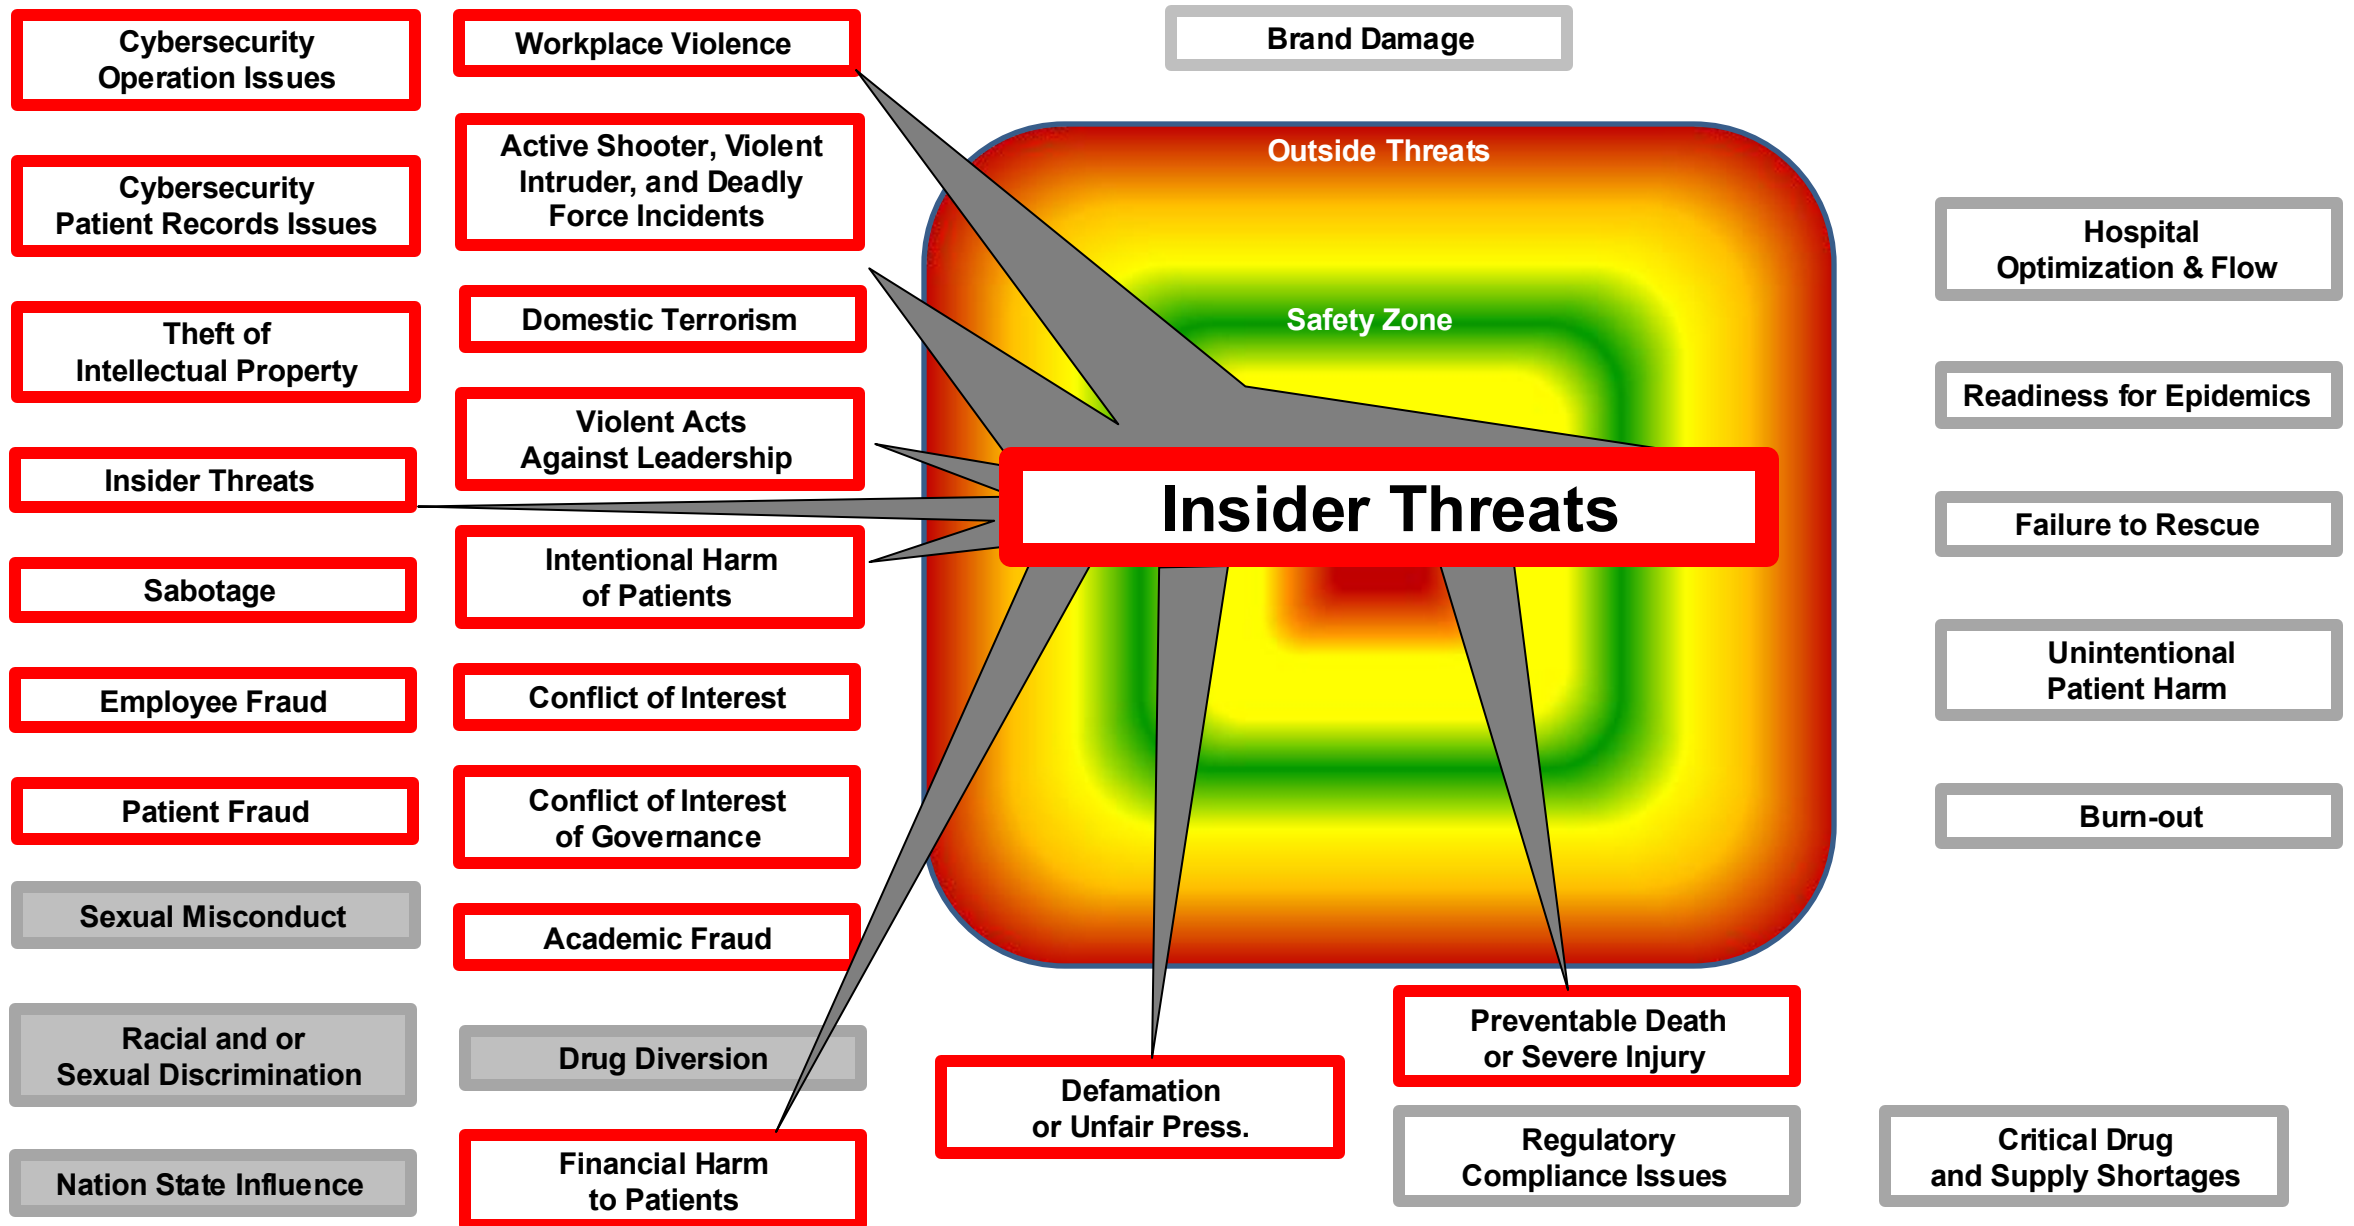 Cybersecurity
Operation Issues
Cybersecurity
Patient Records Issues
Theft of
Intellectual Property
Insider Threats
Sabotage
Employee Fraud
Patient Fraud
Sexual Misconduct
Racial and or
Sexual Discrimination
Nation State Influence
Workplace Violence
Active Shooter, Violent
Intruder, and Deadly
Force Incidents
Domestic Terrorism
Violent Acts
Against Leadership
Intentional Harm
of Patients
Conflict of Interest
Conflict of Interest
of Governance
Academic Fraud
Drug Diversion
Financial Harm
to Patients
Brand Damage
Outside Threats
Safety Zone
Insider Threats
Defamation
or Unfair Press.
Preventable Death
or Severe Injury
Regulatory
Compliance Issues
Hospital
Optimization & Flow
Readiness for Epidemics
Failure to Rescue
Unintentional
Patient Harm
Burn-out
Critical Drug
and Supply Shortages